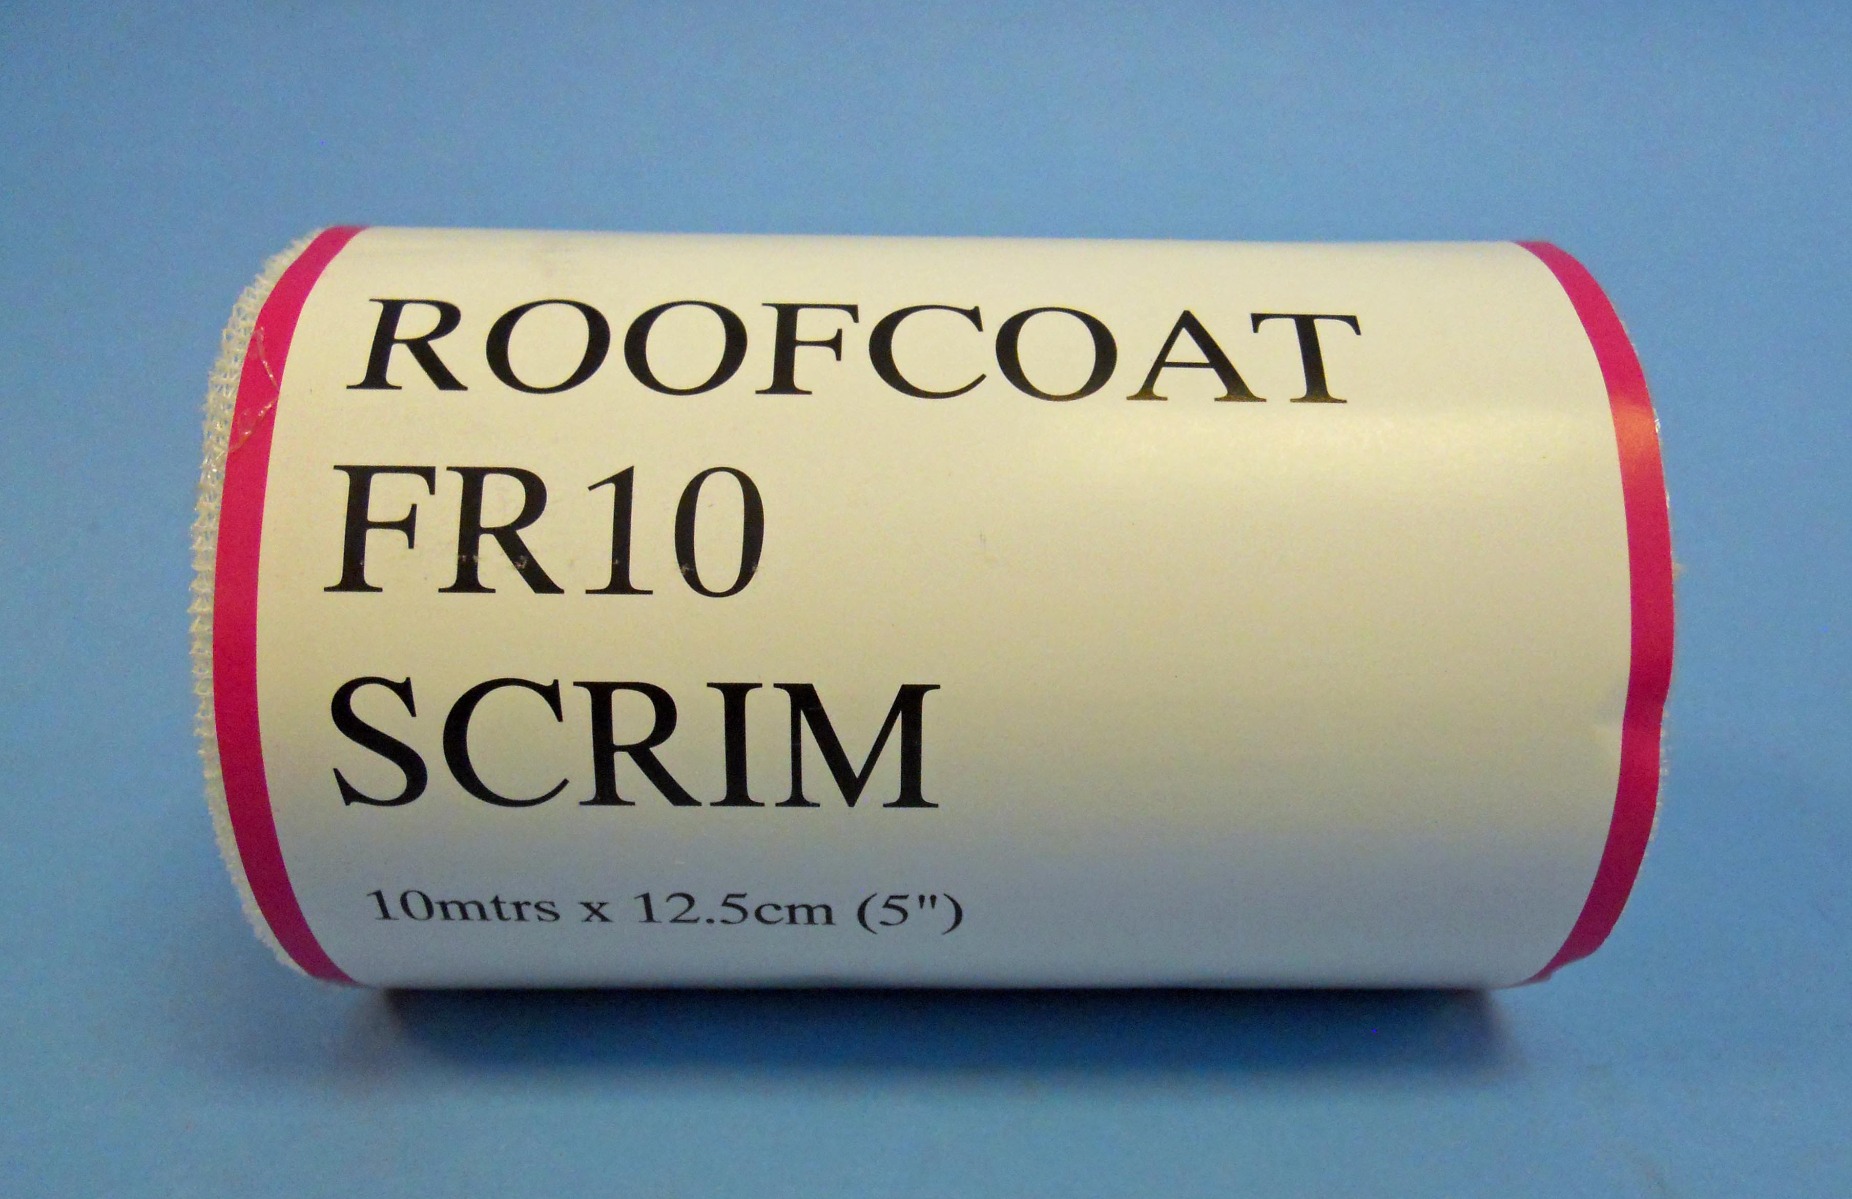 ROOFCOAT
FR10
SCRIM
10mtrs x 12.5cm (5")